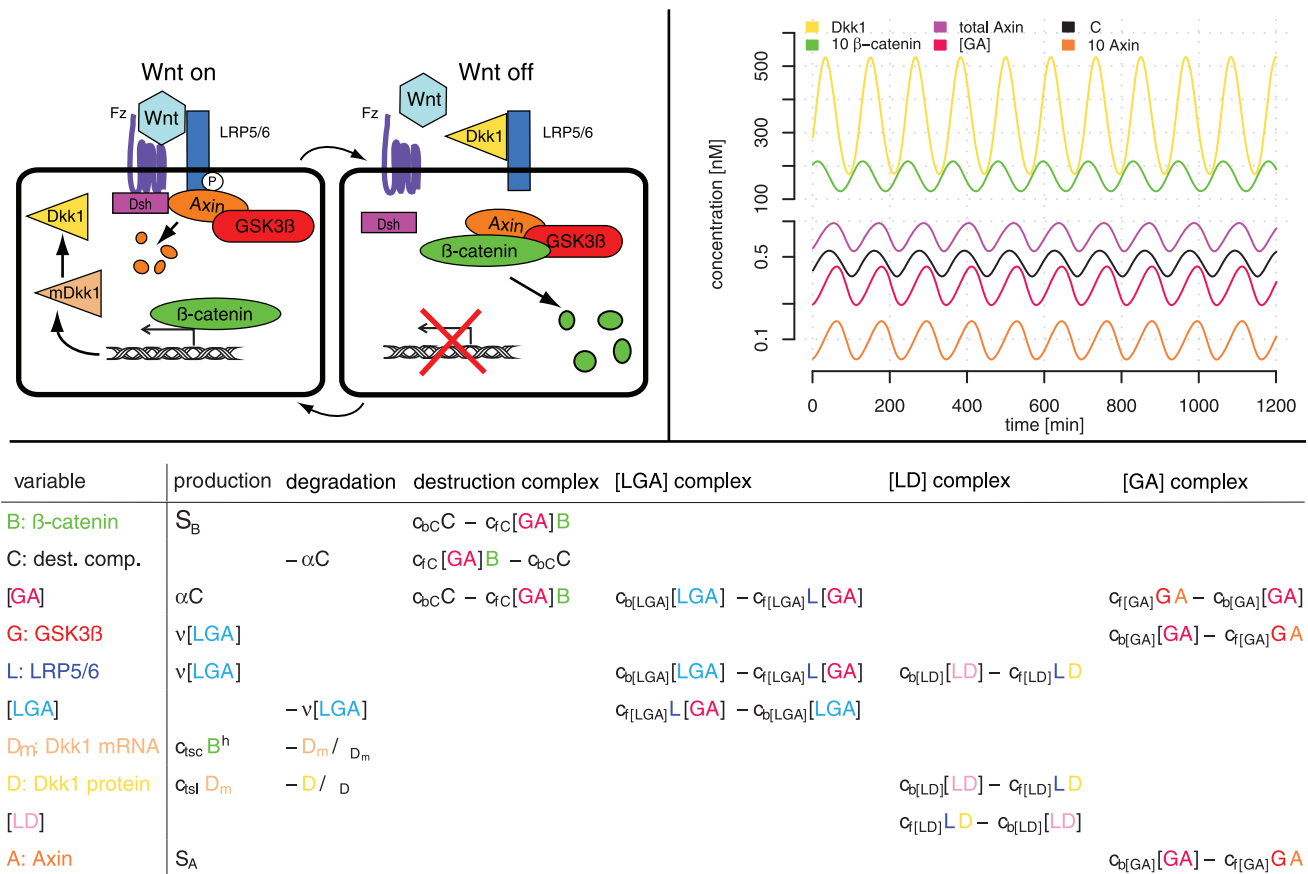 Wnt on
Wnt
Fz
LRP5/6
P
Dsh
Axin
GSK3ß
Dkk1
mDkk1
ß-catenin
Wnt off
Wnt
Fz
Dkk1
LRP5/6
Dsh
Axin
GSK3ß
ß-catenin
Dkk1 total Axin C
10 β-catenin [GA] 10 Axin
concentration [nM]
500
300
100
0.5
0.1
0 200 400 600 800 1000 1200
time [min]
variable production degradation destruction complex [LGA] complex [LD] complex [GA] complex
B: ß-catenin S_B c_bC C – c_fC[GA]B
C: dest. comp. – αC c_fC[GA]B – c_bC C
[GA] αC c_bC C – c_fC[GA]B c_b[LGA][LGA] – c_f[LGA]L[GA] c_f[GA]G A – c_b[GA][GA]
G: GSK3ß ν[LGA] c_b[GA][GA] – c_f[GA]G A
L: LRP5/6 ν[LGA] c_b[LGA][LGA] – c_f[LGA]L[GA] c_b[LD][LD] – c_f[LD]L D
[LGA] – ν[LGA] c_f[LGA]L[GA] – c_b[LGA][LGA]
D_m: Dkk1 mRNA c_tsc B^h – D_m / D_m
D: Dkk1 protein c_tsl D_m – D / D c_b[LD][LD] – c_f[LD]L D
[LD] c_f[LD]L D – c_b[LD][LD]
A: Axin S_A c_b[GA][GA] – c_f[GA]G A